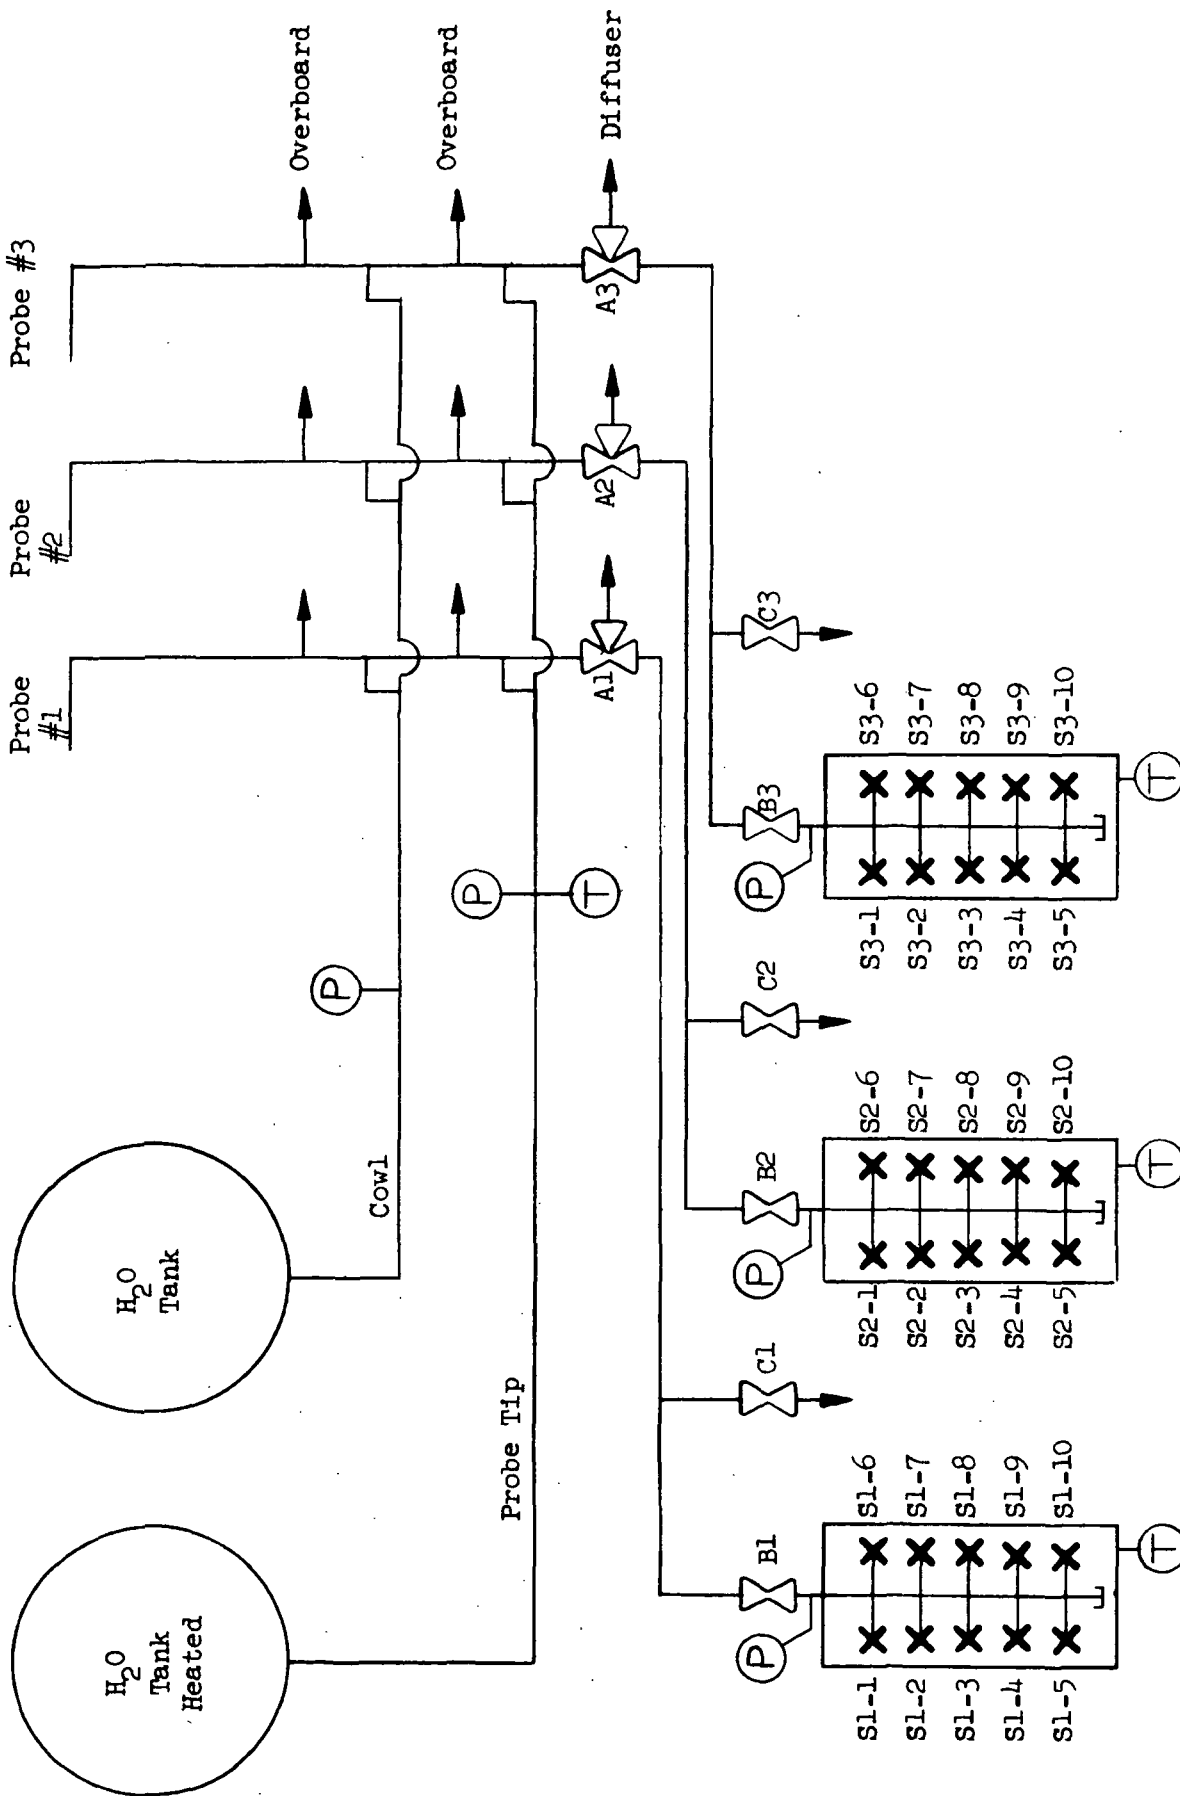 H2O
Tank
Heated
H2O
Tank
Probe
#1
Probe
#2
Probe #3
Overboard
Overboard
Diffuser
Cowl
Probe Tip
P
P
T
A1
A2
A3
B1
C1
B2
C2
B3
C3
P
P
P
S1-1
S1-2
S1-3
S1-4
S1-5
S1-6
S1-7
S1-8
S1-9
S1-10
S2-1
S2-2
S2-3
S2-4
S2-5
S2-6
S2-7
S2-8
S2-9
S2-10
S3-1
S3-2
S3-3
S3-4
S3-5
S3-6
S3-7
S3-8
S3-9
S3-10
T
T
T